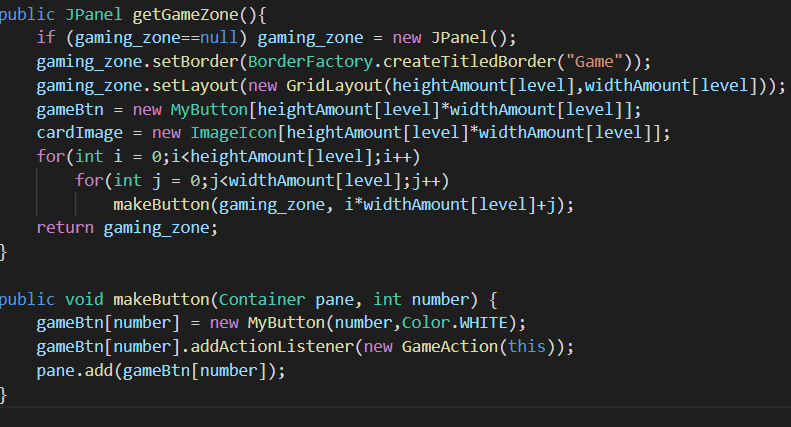 public JPanel getGameZone(){
    if (gaming_zone==null) gaming_zone = new JPanel();
    gaming_zone.setBorder(BorderFactory.createTitledBorder("Game"));
    gaming_zone.setLayout(new GridLayout(heightAmount[level],widthAmount[level]));
    gameBtn = new MyButton[heightAmount[level]*widthAmount[level]];
    cardImage = new ImageIcon[heightAmount[level]*widthAmount[level]];
    for(int i = 0;i<heightAmount[level];i++)
        for(int j = 0;j<widthAmount[level];j++)
            makeButton(gaming_zone, i*widthAmount[level]+j);
    return gaming_zone;
}

public void makeButton(Container pane, int number) {
    gameBtn[number] = new MyButton(number,Color.WHITE);
    gameBtn[number].addActionListener(new GameAction(this));
    pane.add(gameBtn[number]);
}